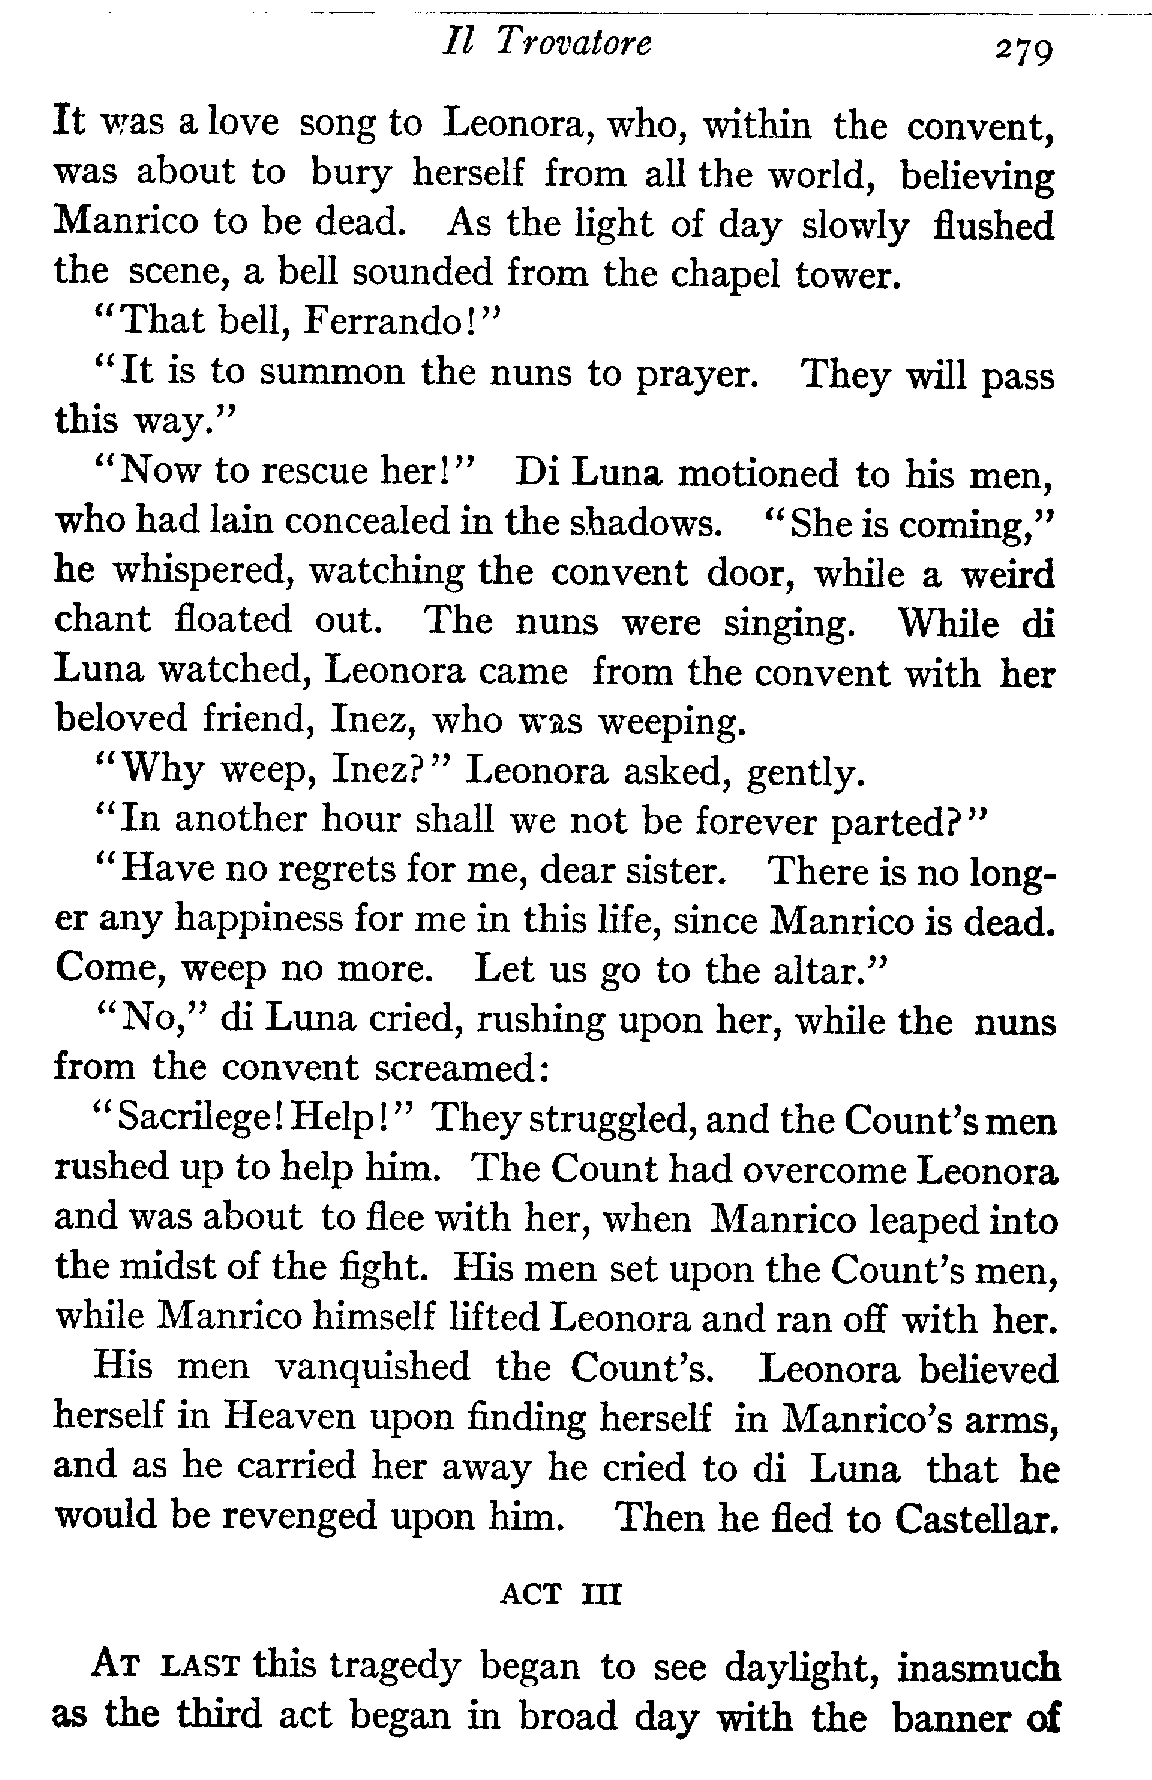 Il Trovatore 279
It was a love song to Leonora, who, within the convent,
was about to bury herself from all the world, believing
Manrico to be dead. As the light of day slowly flushed
the scene, a bell sounded from the chapel tower.
"That bell, Ferrando!"
"It is to summon the nuns to prayer. They will pass
this way."
"Now to rescue her!" Di Luna motioned to his men,
who had lain concealed in the shadows. "She is coming,"
he whispered, watching the convent door, while a weird
chant floated out. The nuns were singing. While di
Luna watched, Leonora came from the convent with her
beloved friend, Inez, who was weeping.
"Why weep, Inez?" Leonora asked, gently.
"In another hour shall we not be forever parted?"
"Have no regrets for me, dear sister. There is no long-
er any happiness for me in this life, since Manrico is dead.
Come, weep no more. Let us go to the altar."
"No," di Luna cried, rushing upon her, while the nuns
from the convent screamed:
"Sacrilege! Help!" They struggled, and the Count's men
rushed up to help him. The Count had overcome Leonora
and was about to flee with her, when Manrico leaped into
the midst of the fight. His men set upon the Count's men,
while Manrico himself lifted Leonora and ran off with her.
His men vanquished the Count's. Leonora believed
herself in Heaven upon finding herself in Manrico's arms,
and as he carried her away he cried to di Luna that he
would be revenged upon him. Then he fled to Castellar.
ACT III
AT LAST this tragedy began to see daylight, inasmuch
as the third act began in broad day with the banner of